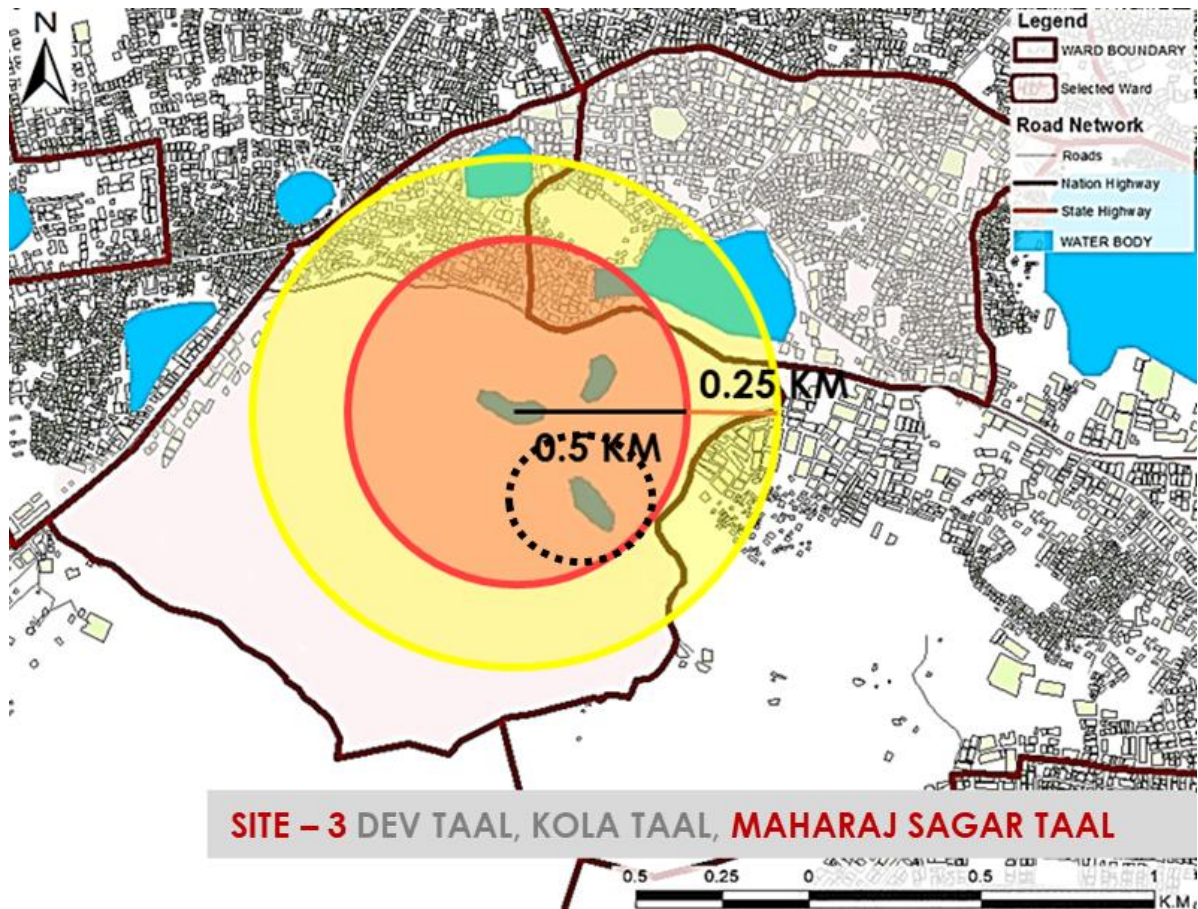 N
Legend
WARD BOUNDARY
Selected Ward
Road Network
Roads
Nation Highway
State Highway
WATER BODY
0.25 KM
0.5 KM
SITE – 3 DEV TAAL, KOLA TAAL, MAHARAJ SAGAR TAAL
0.5 0.25 0 0.5 1
K.M